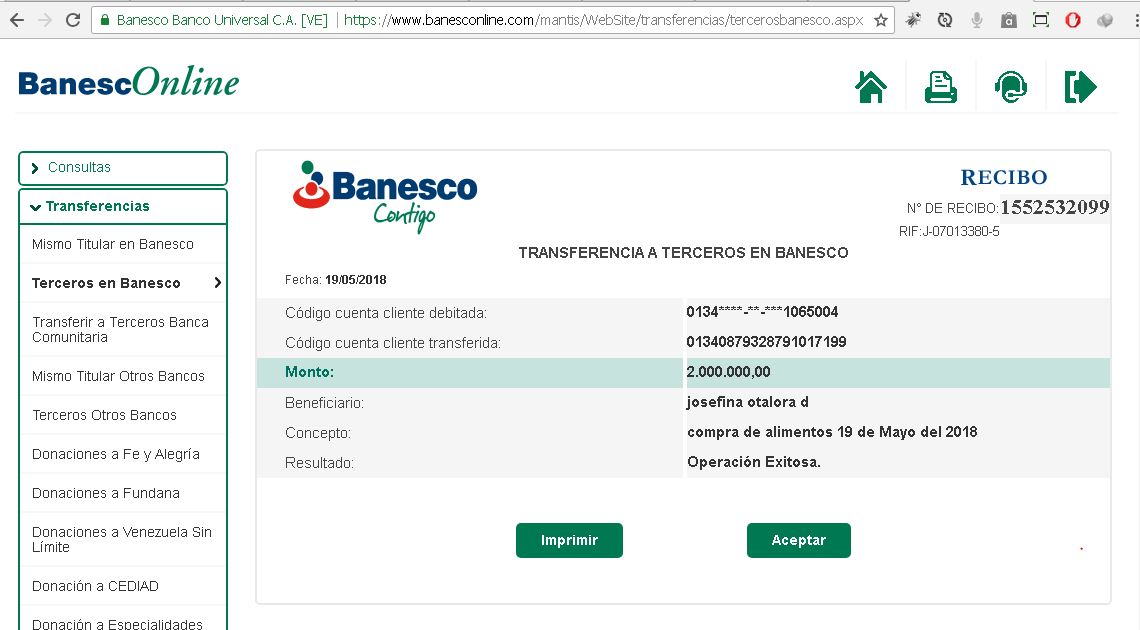 Banesco Banco Universal C.A. [VE] | https://www.banesconline.com/mantis/WebSite/transferencias/tercerosbanesco.aspx
BanescOnline
Consultas
Transferencias
Mismo Titular en Banesco
Terceros en Banesco
Transferir a Terceros Banca
Comunitaria
Mismo Titular Otros Bancos
Terceros Otros Bancos
Donaciones a Fe y Alegría
Donaciones a Fundana
Donaciones a Venezuela Sin
Límite
Donación a CEDIAD
Donación a Especialidades
Banesco
Contigo
RECIBO
N° DE RECIBO: 1552532099
RIF:J-07013380-5
TRANSFERENCIA A TERCEROS EN BANESCO
Fecha: 19/05/2018
Código cuenta cliente debitada: 0134****-**-***1065004
Código cuenta cliente transferida: 01340879328791017199
Monto: 2.000.000,00
Beneficiario: josefina otalora d
Concepto: compra de alimentos 19 de Mayo del 2018
Resultado: Operación Exitosa.
Imprimir Aceptar